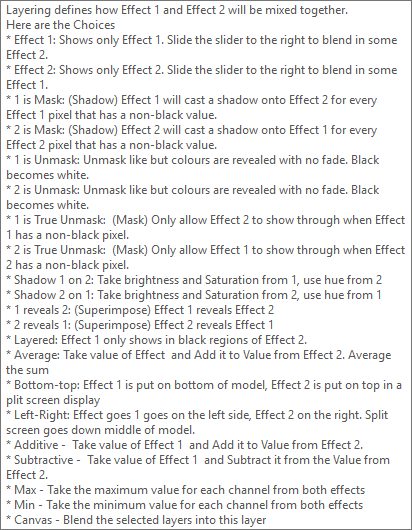 Layering defines how Effect 1 and Effect 2 will be mixed together.
Here are the Choices
* Effect 1: Shows only Effect 1. Slide the slider to the right to blend in some
Effect 2.
* Effect 2: Shows only Effect 2. Slide the slider to the right to blend in some
Effect 1.
* 1 is Mask: (Shadow) Effect 1 will cast a shadow onto Effect 2 for every
Effect 1 pixel that has a non-black value.
* 2 is Mask: (Shadow) Effect 2 will cast a shadow onto Effect 1 for every
Effect 2 pixel that has a non-black value.
* 1 is Unmask: Unmask like but colours are revealed with no fade. Black
becomes white.
* 2 is Unmask: Unmask like but colours are revealed with no fade. Black
becomes white.
* 1 is True Unmask:  (Mask) Only allow Effect 2 to show through when Effect
1 has a non-black pixel.
* 2 is True Unmask:  (Mask) Only allow Effect 1 to show through when Effect
2 has a non-black pixel.
* Shadow 1 on 2: Take brightness and Saturation from 1, use hue from 2
* Shadow 2 on 1: Take brightness and Saturation from 2, use hue from 1
* 1 reveals 2: (Superimpose) Effect 1 reveals Effect 2
* 2 reveals 1: (Superimpose) Effect 2 reveals Effect 1
* Layered: Effect 1 only shows in black regions of Effect 2.
* Average: Take value of Effect  and Add it to Value from Effect 2. Average
the sum
* Bottom-top: Effect 1 is put on bottom of model, Effect 2 is put on top in a
plit screen display
* Left-Right: Effect goes 1 goes on the left side, Effect 2 on the right. Split
screen goes down middle of model.
* Additive -  Take value of Effect 1  and Add it to Value from Effect 2.
* Subtractive -  Take value of Effect 1  and Subtract it from the Value from
Effect 2.
* Max - Take the maximum value for each channel from both effects
* Min - Take the minimum value for each channel from both effects
* Canvas - Blend the selected layers into this layer